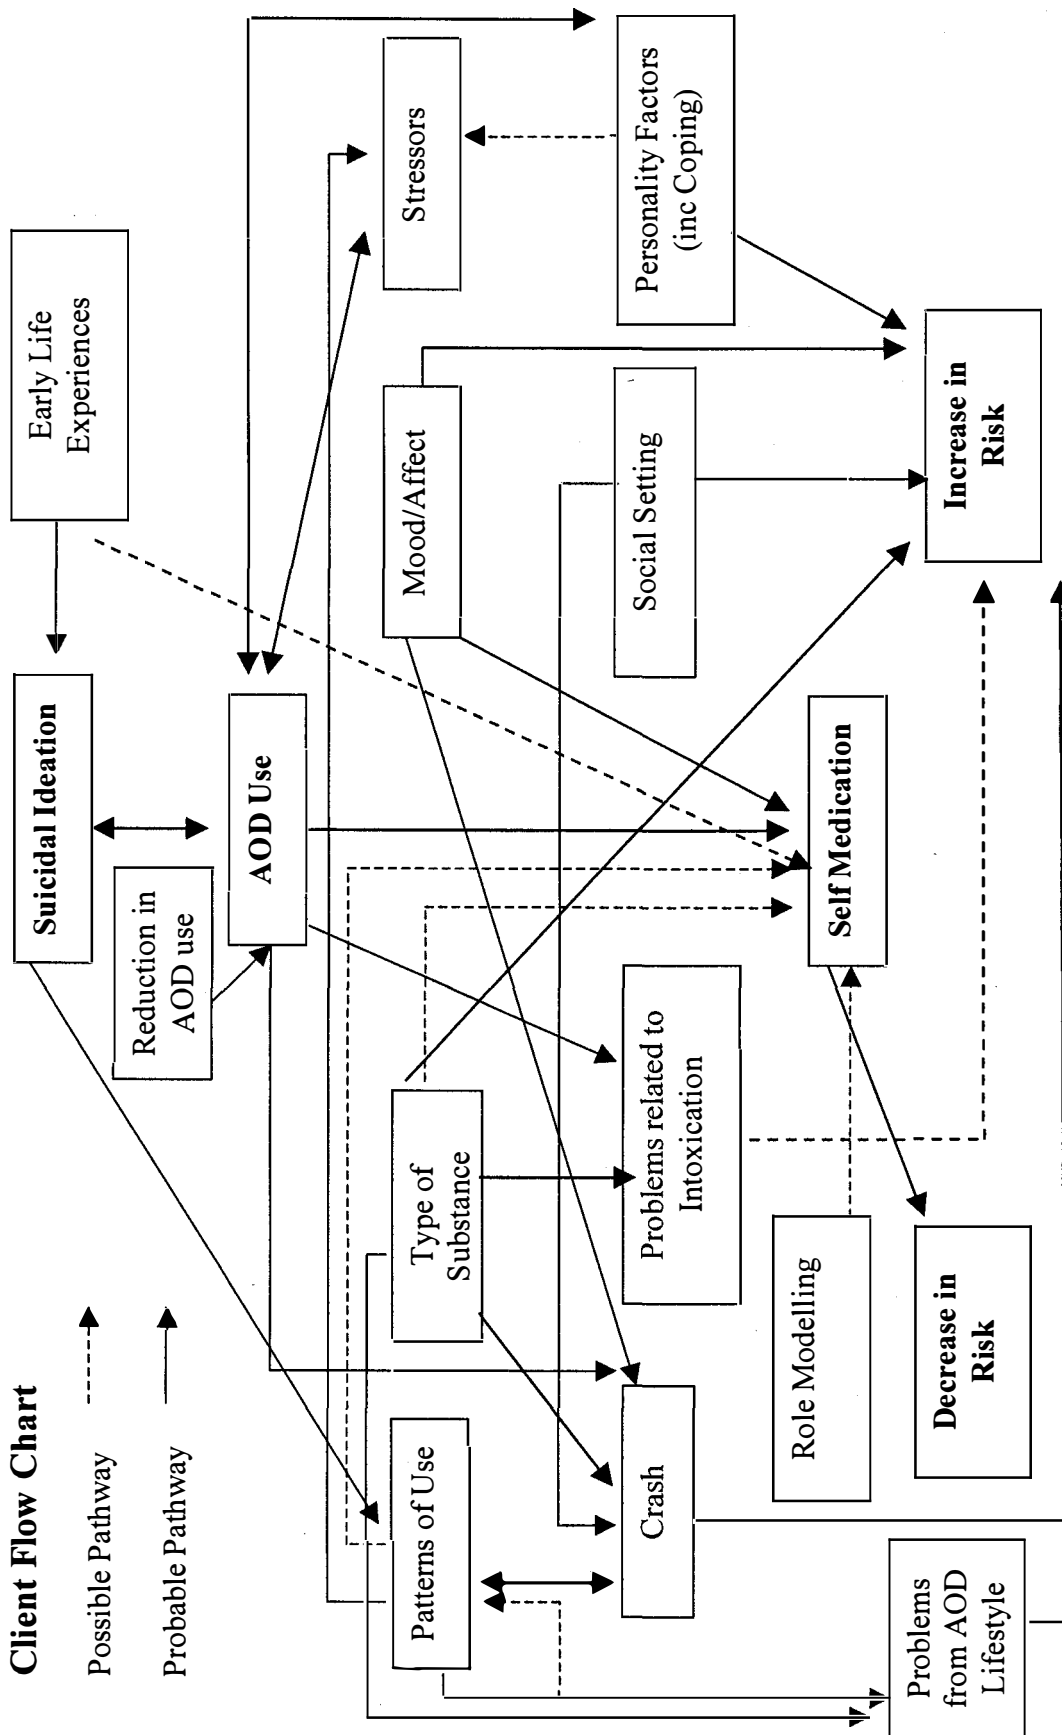 Client Flow Chart
Possible Pathway
Probable Pathway
Suicidal Ideation
Early Life
Experiences
Reduction in
AOD use
AOD Use
Patterns of Use
Type of
Substance
Mood/Affect
Stressors
Crash
Problems related to
Intoxication
Social Setting
Personality Factors
(inc Coping)
Role Modelling
Self Medication
Problems
from AOD
Lifestyle
Decrease in
Risk
Increase in
Risk